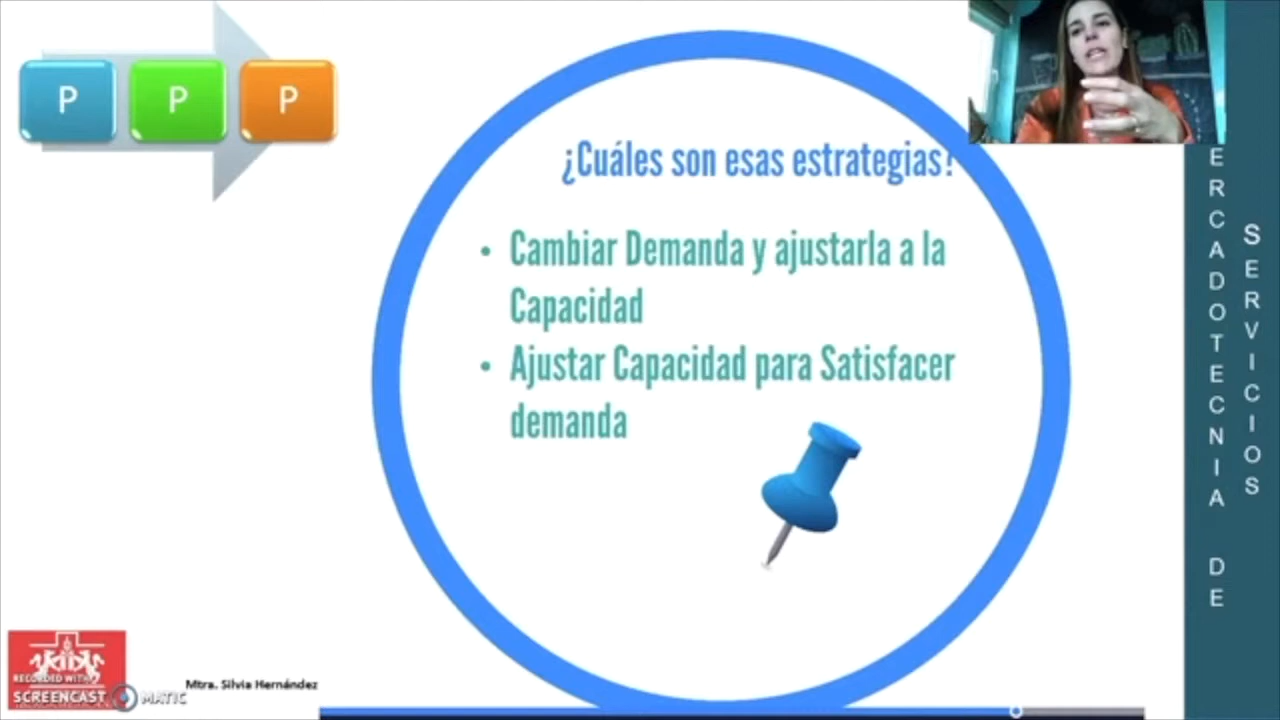 P P P
¿Cuáles son esas estrategias?
• Cambiar Demanda y ajustarla a la
Capacidad
• Ajustar Capacidad para Satisfacer
demanda
ERCADOTECNIA DE
SERVICIOS
RECORDED WITH
SCREENCAST MATIC
Mtra. Silvia Hernández